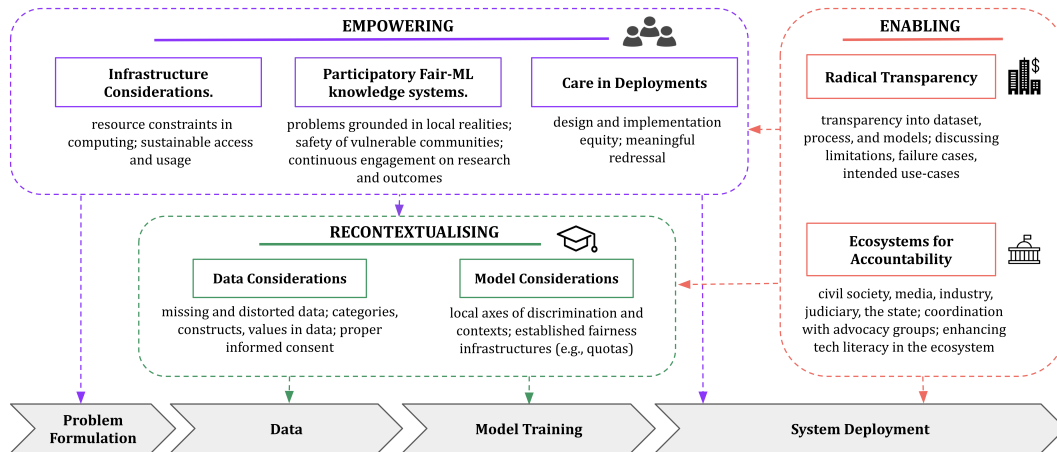 EMPOWERING
Infrastructure
Considerations.
resource constraints in
computing; sustainable access
and usage
Participatory Fair-ML
knowledge systems.
problems grounded in local realities;
safety of vulnerable communities;
continuous engagement on research
and outcomes
Care in Deployments
design and implementation
equity; meaningful
redressal
ENABLING
$
Radical Transparency
transparency into dataset,
process, and models; discussing
limitations, failure cases,
intended use-cases
Ecosystems for
Accountability
civil society, media, industry,
judiciary, the state; coordination
with advocacy groups; enhancing
tech literacy in the ecosystem
RECONTEXTUALISING
Data Considerations
missing and distorted data; categories,
constructs, values in data; proper
informed consent
Model Considerations
local axes of discrimination and
contexts; established fairness
infrastructures (e.g., quotas)
Problem
Formulation
Data
Model Training
System Deployment